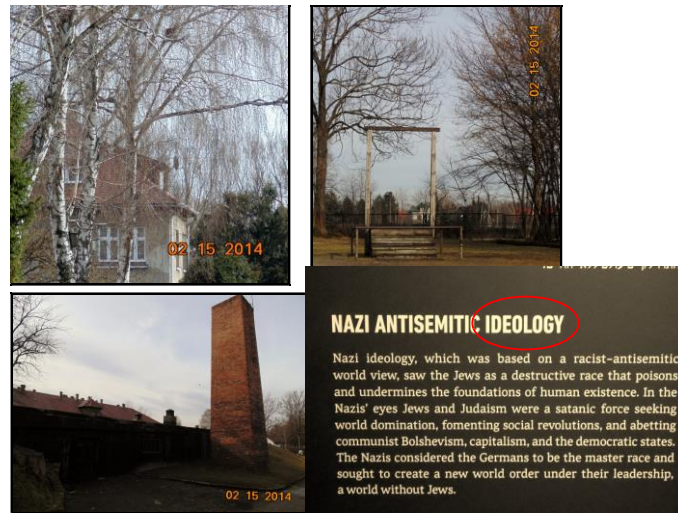 02 15 2014
02 15 2014
02 15 2014
NAZI ANTISEMITIC IDEOLOGY
Nazi ideology, which was based on a racist-antisemitic
world view, saw the Jews as a destructive race that poisons
and undermines the foundations of human existence. In the
Nazis' eyes Jews and Judaism were a satanic force seeking
world domination, fomenting social revolutions, and abetting
communist Bolshevism, capitalism, and the democratic states.
The Nazis considered the Germans to be the master race and
sought to create a new world order under their leadership,
a world without Jews.